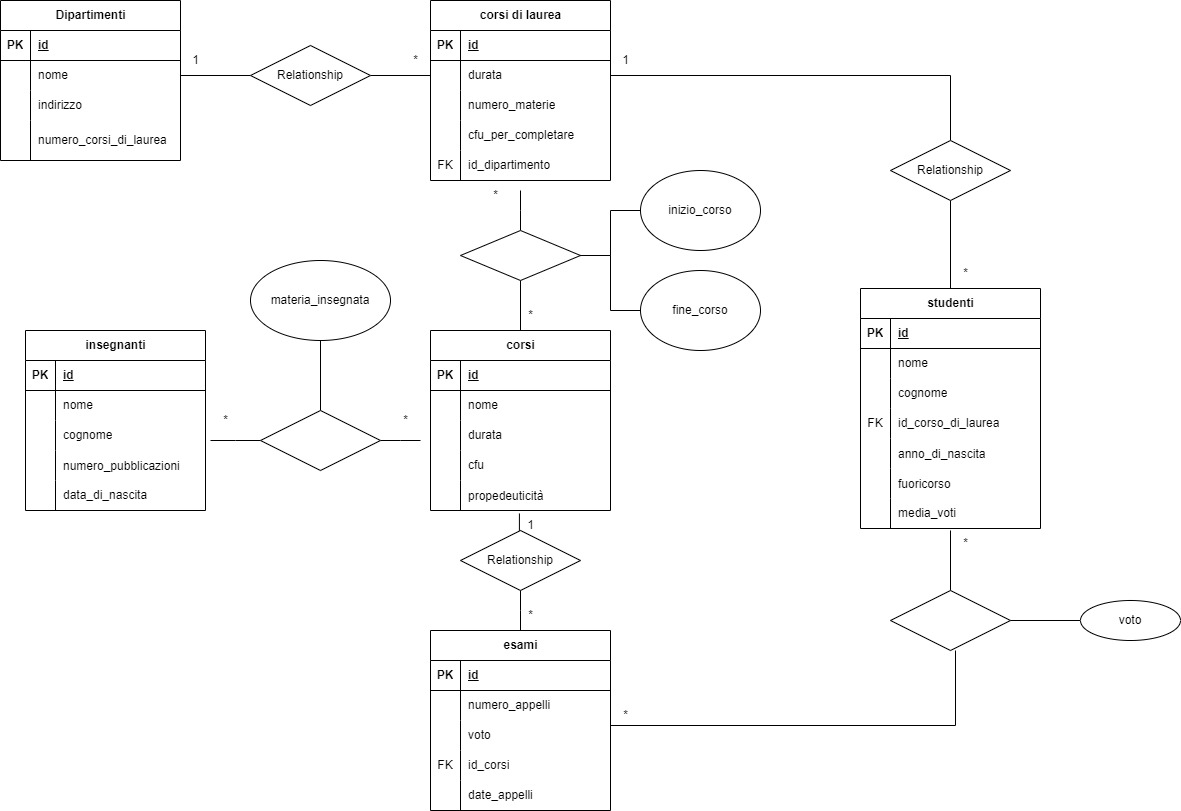 Dipartimenti
PK id
nome
indirizzo
numero_corsi_di_laurea
1
Relationship
*
corsi di laurea
PK id
durata
numero_materie
cfu_per_completare
FK id_dipartimento
1
Relationship
*
*
inizio_corso
fine_corso
*
materia_insegnata
insegnanti
PK id
nome
cognome
numero_pubblicazioni
data_di_nascita
*
*
corsi
PK id
nome
durata
cfu
propedeuticità
studenti
PK id
nome
cognome
FK id_corso_di_laurea
anno_di_nascita
fuoricorso
media_voti
1
Relationship
*
*
voto
esami
PK id
numero_appelli
voto
FK id_corsi
date_appelli
*